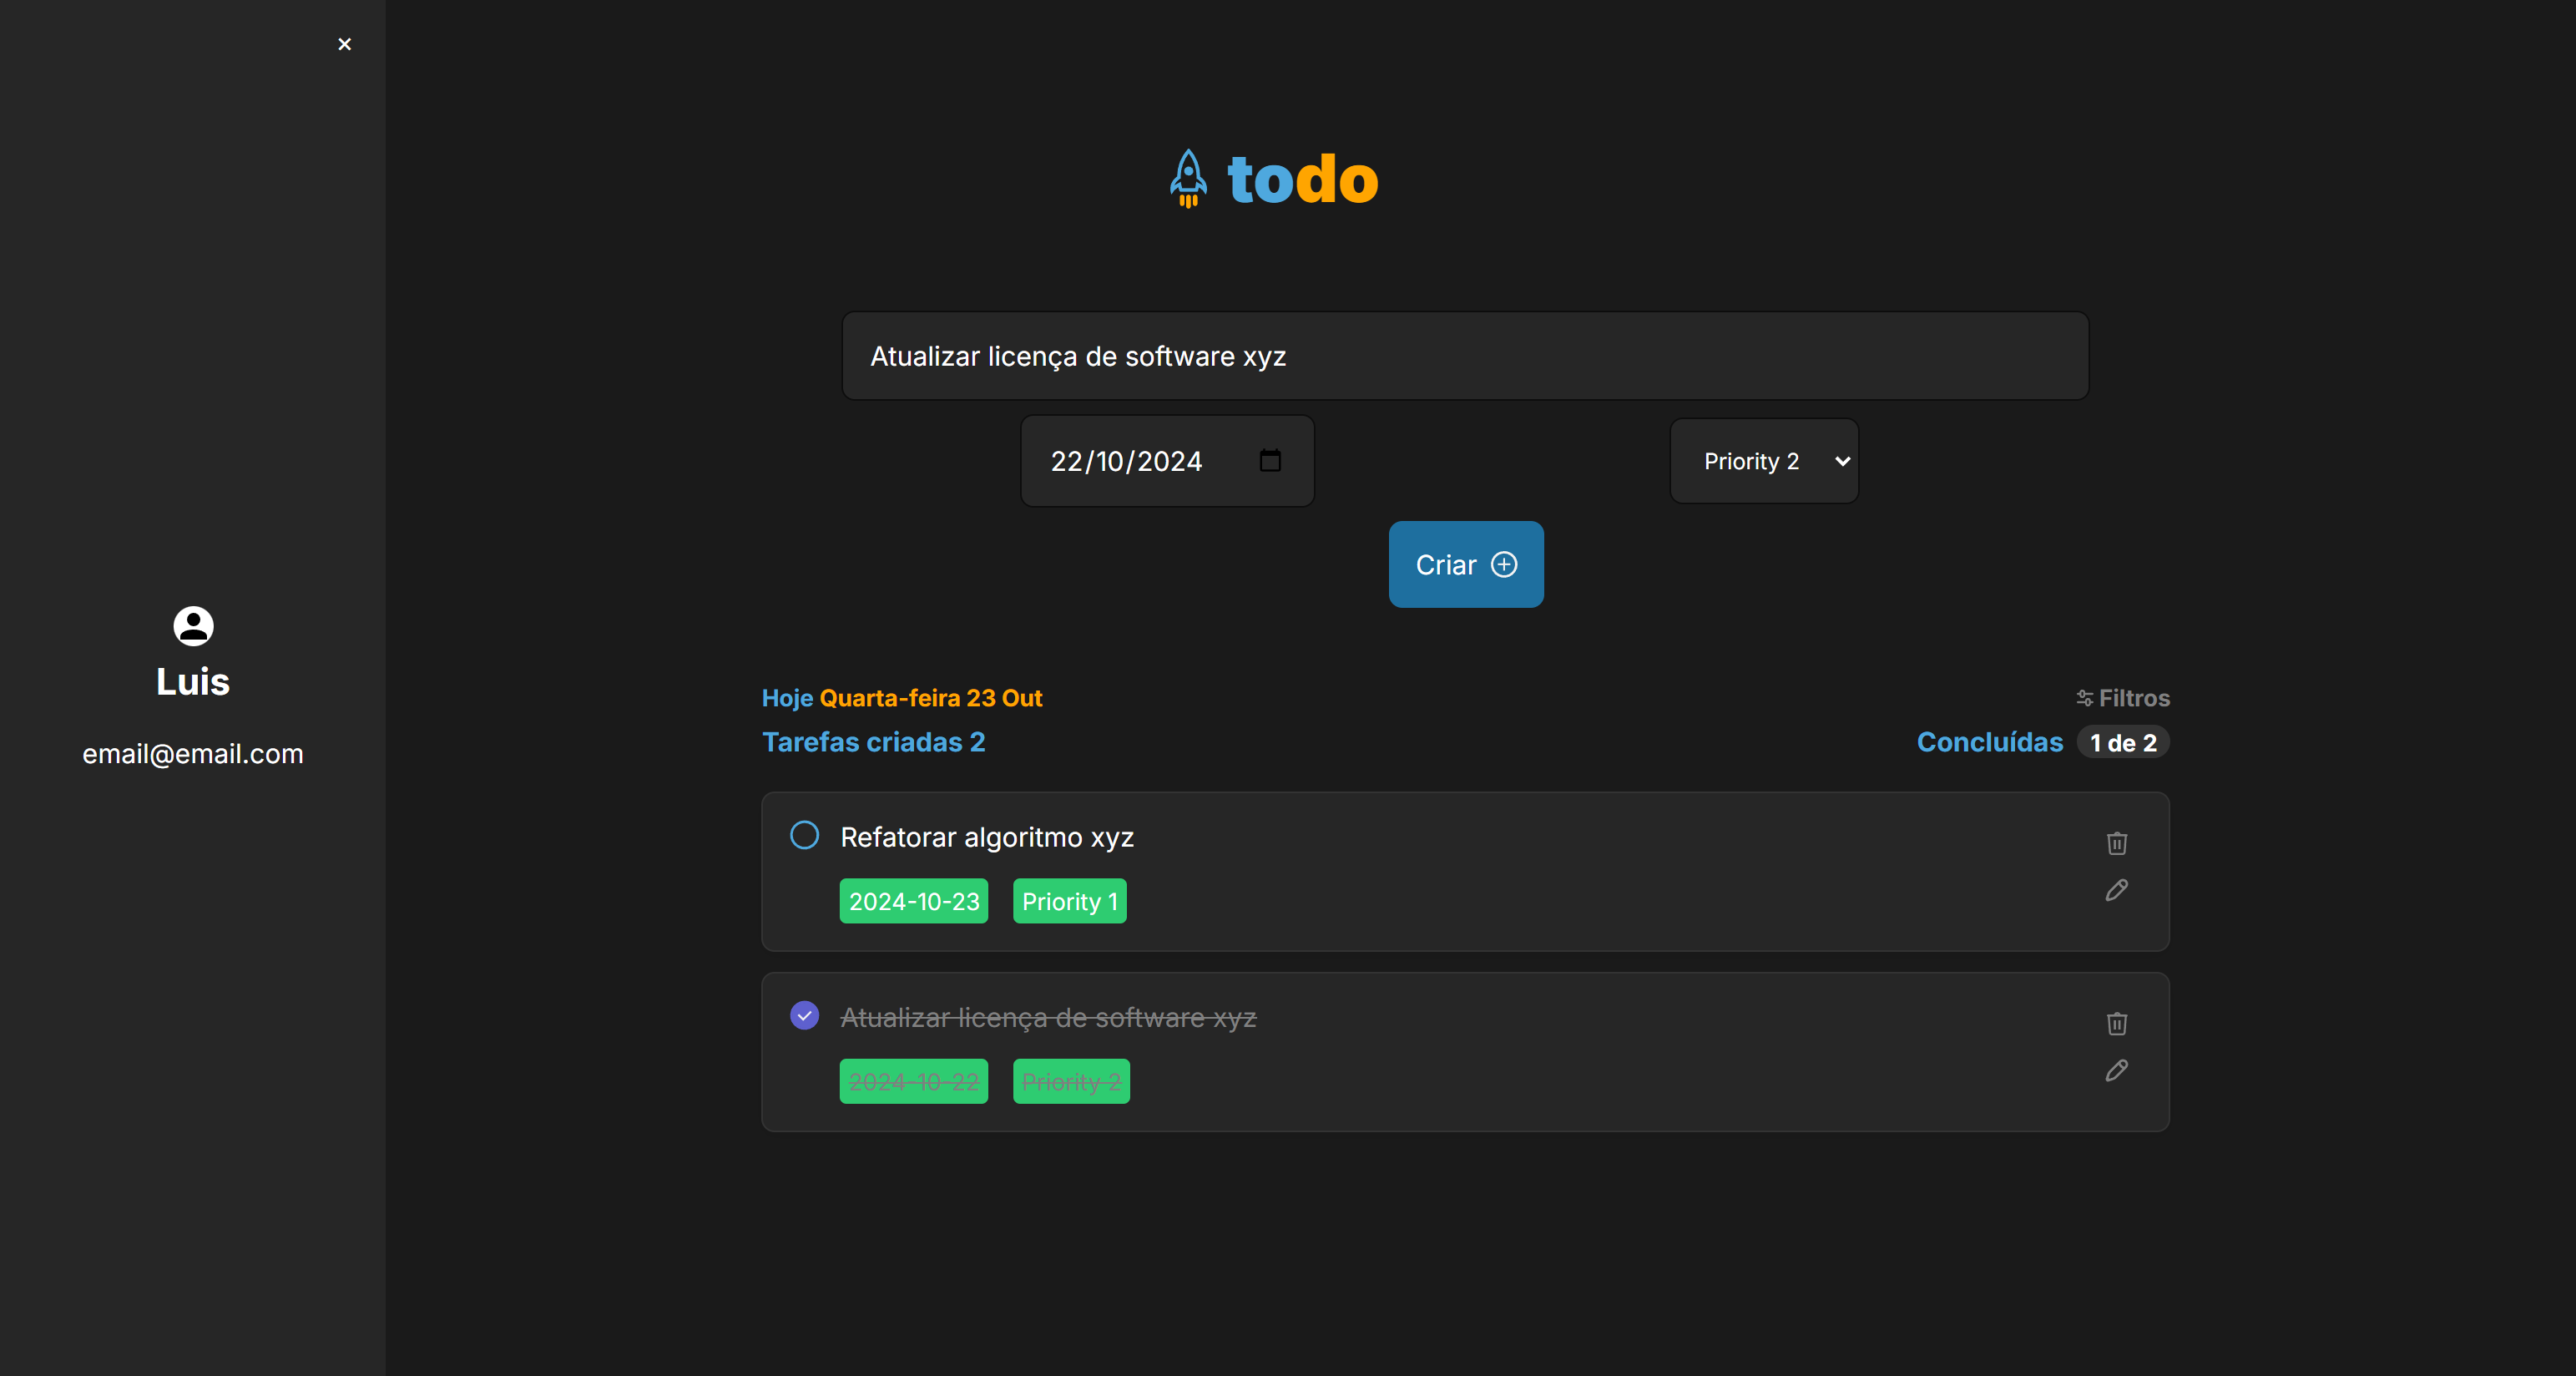 todo
Atualizar licença de software xyz
22/10/2024
Priority 2
Criar
Luis
email@email.com
Hoje Quarta-feira 23 Out
Filtros
Tarefas criadas 2
Concluídas 1 de 2
Refatorar algoritmo xyz
2024-10-23 Priority 1
Atualizar licença de software xyz
2024-10-22 Priority 2